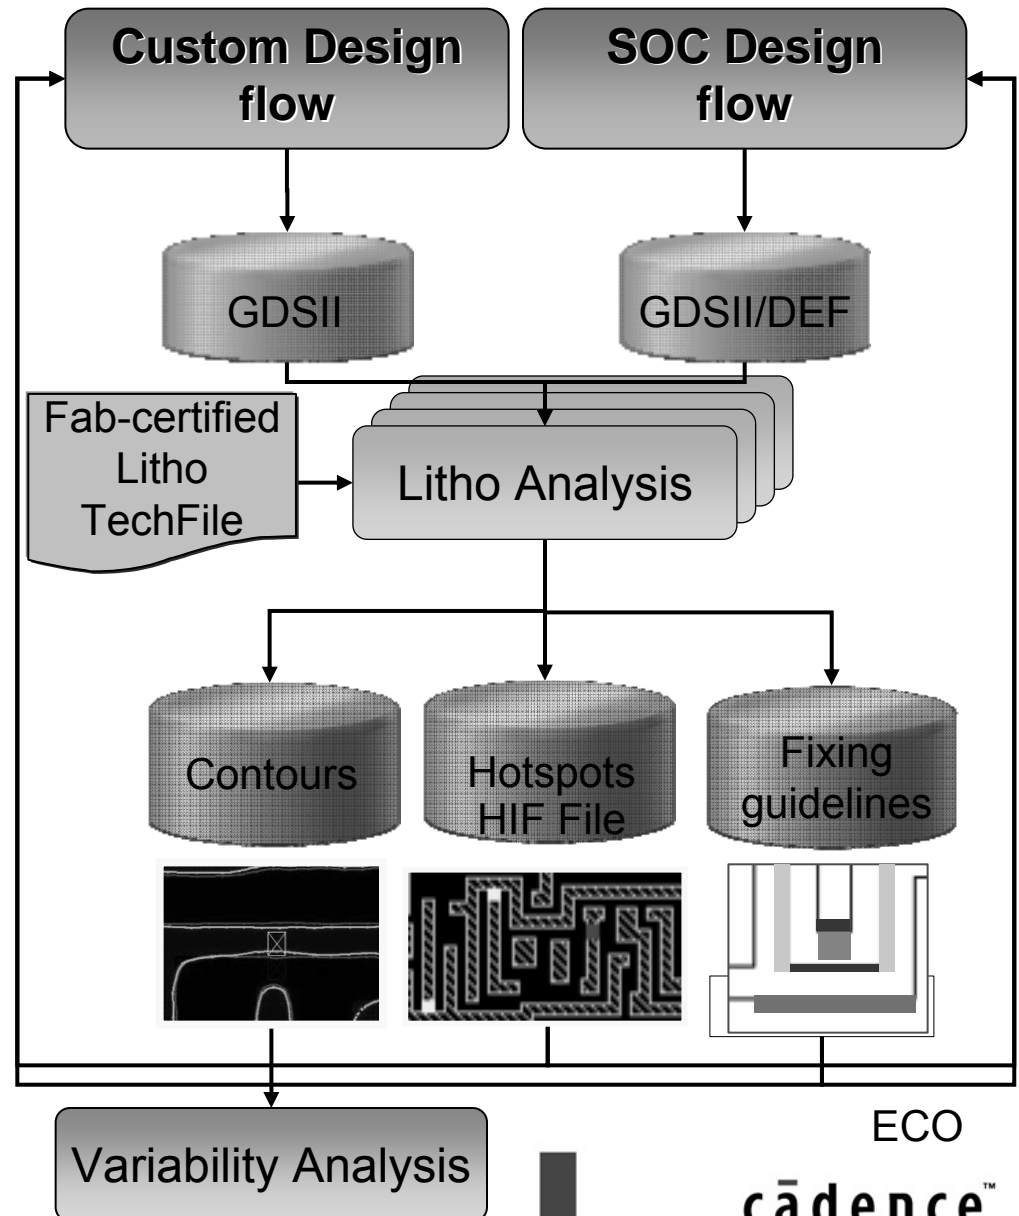 Custom Design
flow
SOC Design
flow
GDSII
GDSII/DEF
Fab-certified
Litho
TechFile
Litho Analysis
Contours
Hotspots
HIF File
Fixing
guidelines
ECO
Variability Analysis
cādence™